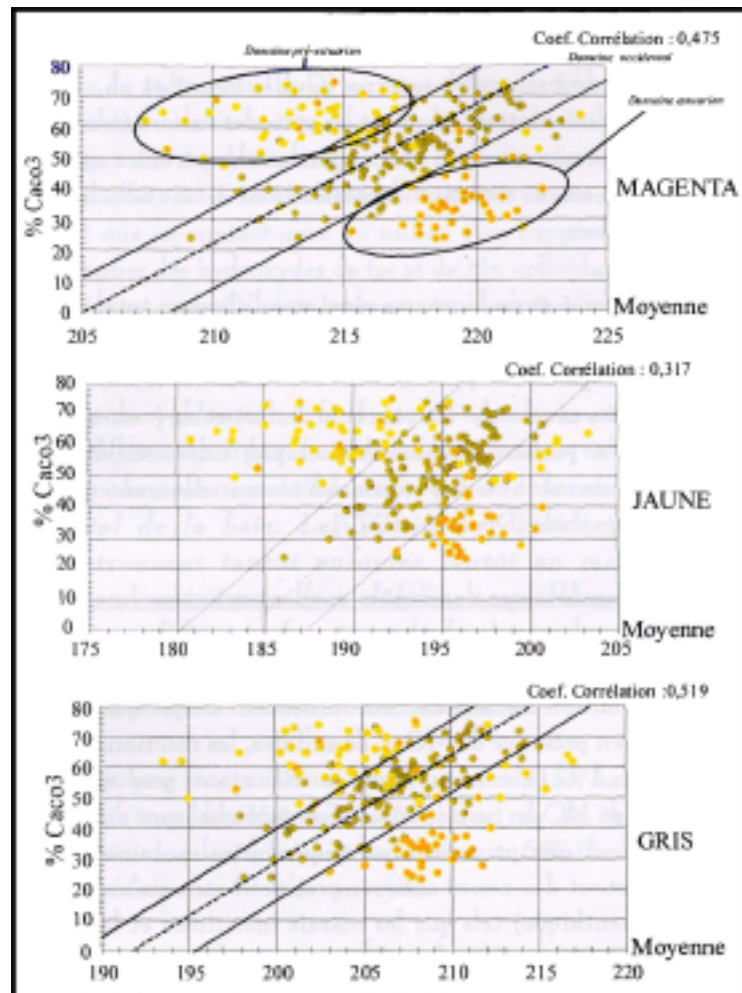 Coef. Corrélation : 0,475
Domaine pré-estuarien
Domaine occidental
Domaine estuarien
% Caco3
80
70
60
50
40
30
20
10
0
205 210 215 220 225
MAGENTA
Moyenne
Coef. Corrélation : 0,317
% Caco3
80
70
60
50
40
30
20
10
0
175 180 185 190 195 200 205
JAUNE
Moyenne
Coef. Corrélation :0,519
% Caco3
80
70
60
50
40
30
20
10
0
190 195 200 205 210 215 220
GRIS
Moyenne